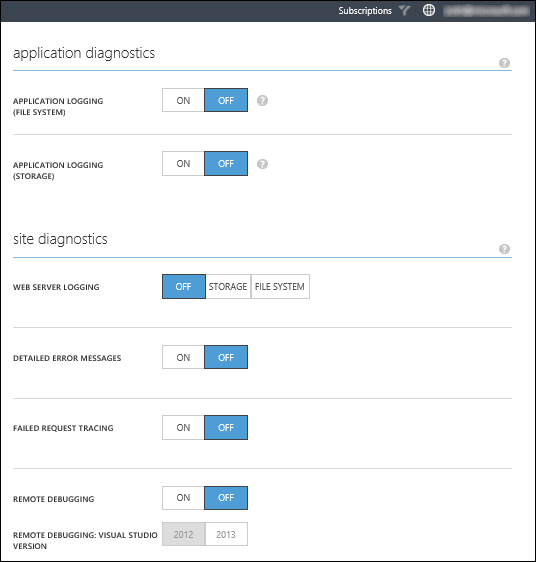 Subscriptions
application diagnostics
?
APPLICATION LOGGING
(FILE SYSTEM)
ON OFF ?
APPLICATION LOGGING
(STORAGE)
ON OFF ?
site diagnostics
?
WEB SERVER LOGGING
OFF STORAGE FILE SYSTEM
DETAILED ERROR MESSAGES
ON OFF
FAILED REQUEST TRACING
ON OFF
REMOTE DEBUGGING
ON OFF
REMOTE DEBUGGING: VISUAL STUDIO
VERSION
2012 2013